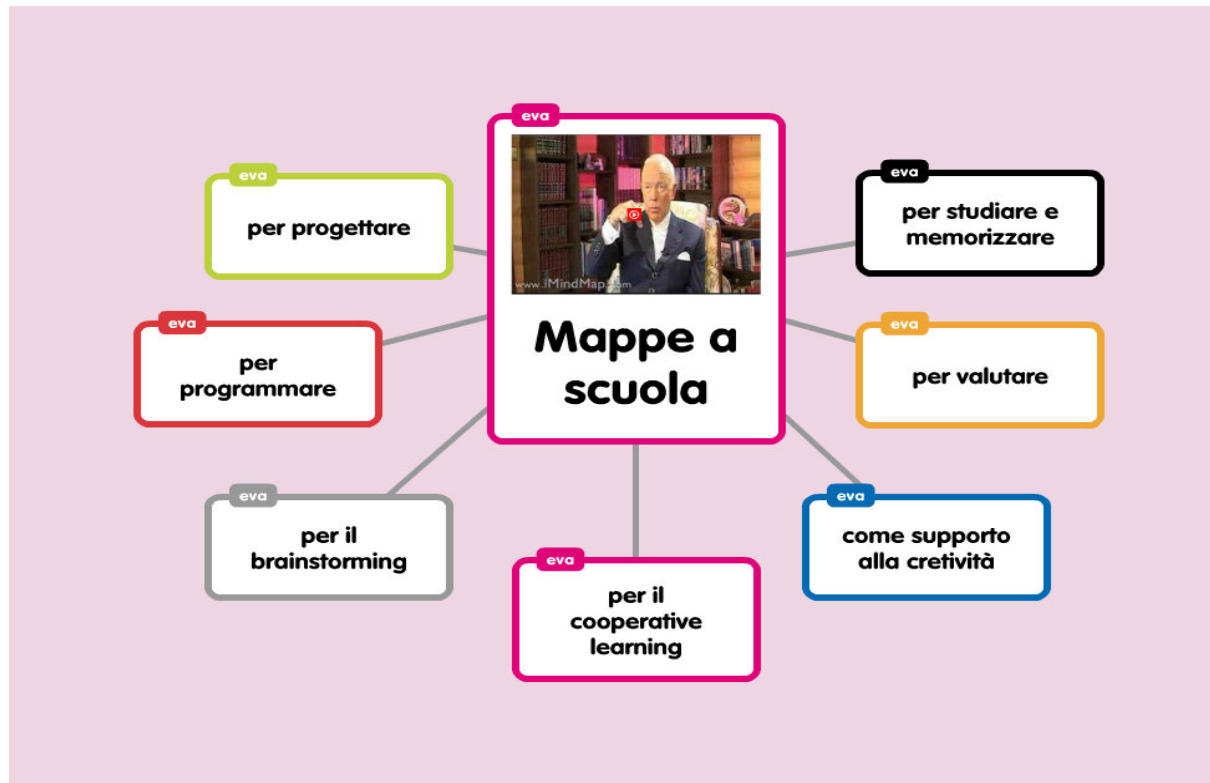 eva
www.iMindMap.com
Mappe a
scuola
eva
per progettare
eva
per
programmare
eva
per il
brainstorming
eva
per il
cooperative
learning
eva
come supporto
alla cretività
eva
per valutare
eva
per studiare e
memorizzare